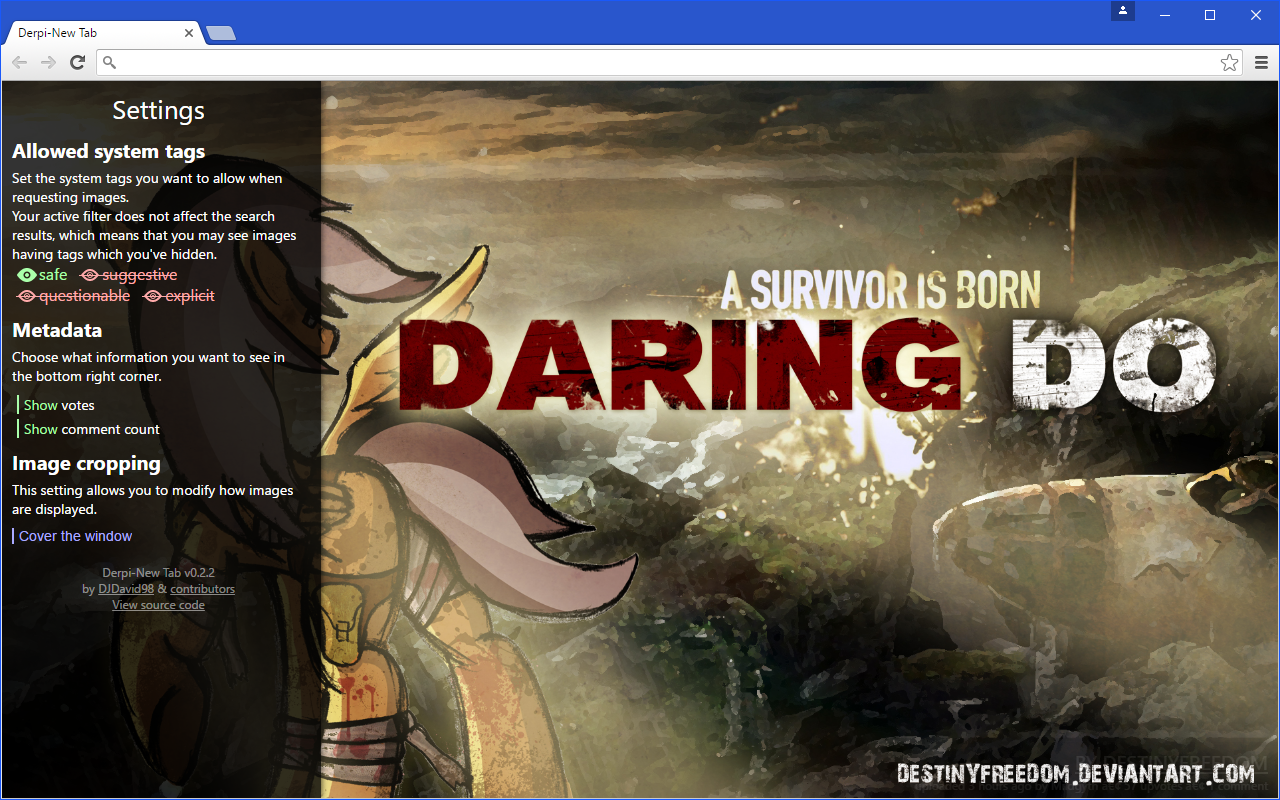 Derpi-New Tab
Settings
Allowed system tags
Set the system tags you want to allow when
requesting images.
Your active filter does not affect the search
results, which means that you may see images
having tags which you've hidden.
safe suggestive
questionable explicit
Metadata
Choose what information you want to see in
the bottom right corner.
Show votes
Show comment count
Image cropping
This setting allows you to modify how images
are displayed.
Cover the window
Derpi-New Tab v0.2.2
by DJDavid98 & contributors
View source code
A SURVIVOR IS BORN
DARING DO
DESTINYFREEDOM.DEVIANTART.COM